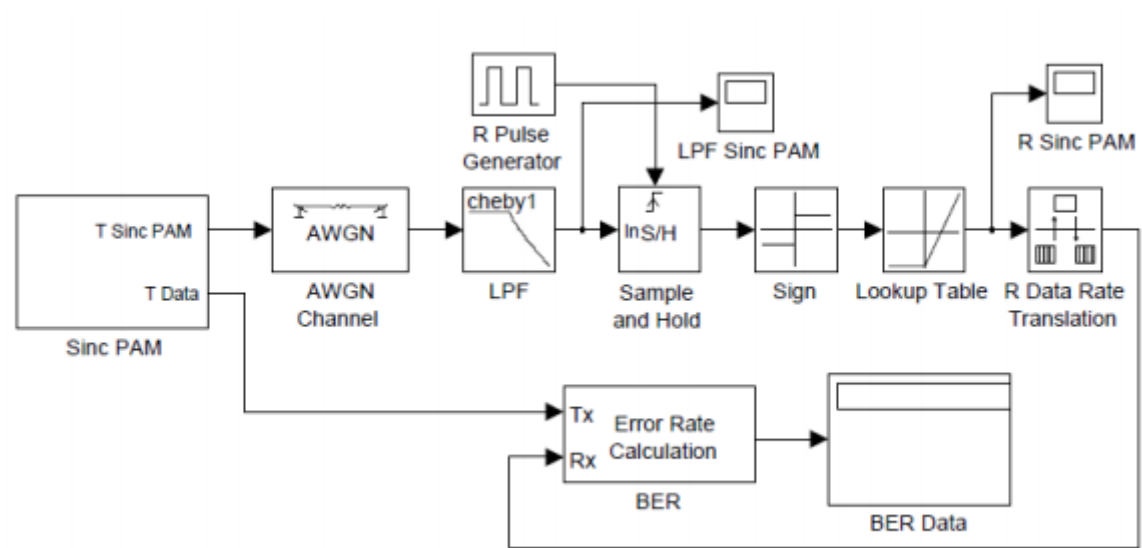 R Pulse
Generator
LPF Sinc PAM
R Sinc PAM
T Sinc PAM
T Data
Sinc PAM
AWGN
AWGN
Channel
cheby1
LPF
In
S/H
Sample
and Hold
Sign
Lookup Table
R Data Rate
Translation
Tx
Rx
Error Rate
Calculation
BER
BER Data